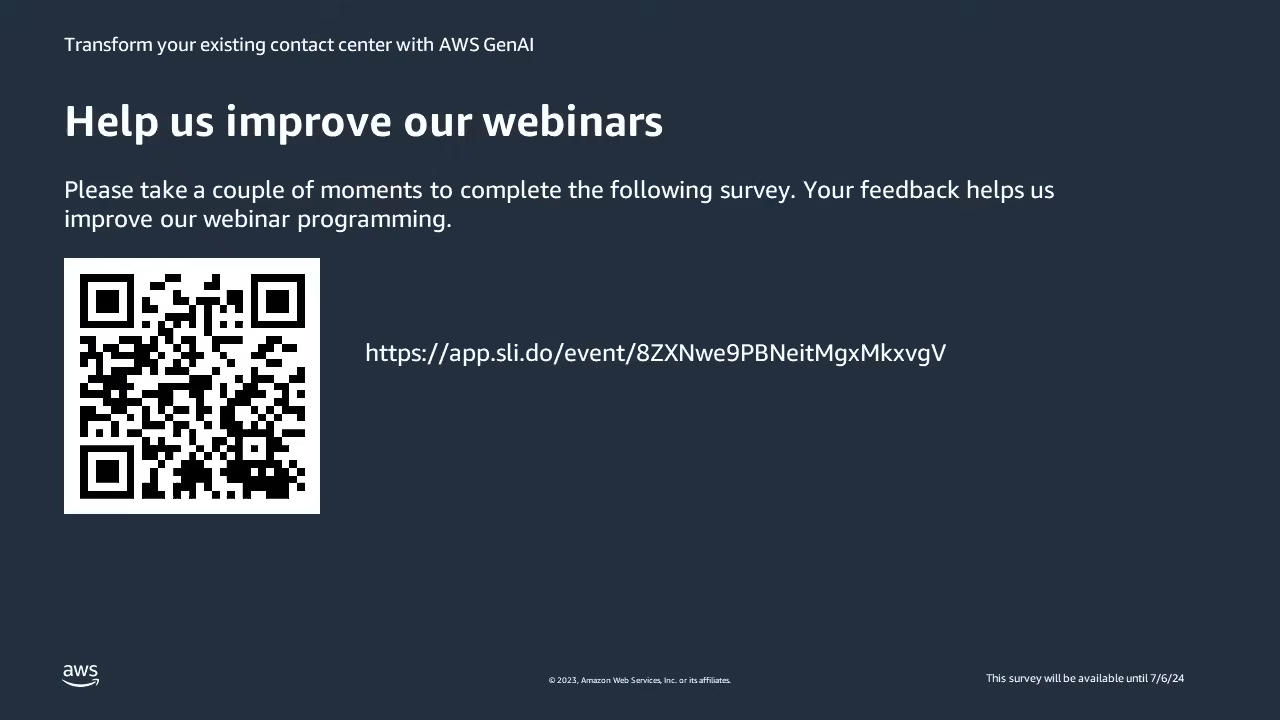 Transform your existing contact center with AWS GenAI
Help us improve our webinars
Please take a couple of moments to complete the following survey. Your feedback helps us
improve our webinar programming.
https://app.sli.do/event/8ZXNwe9PBNeitMgxMkxvgV
aws
© 2023, Amazon Web Services, Inc. or its affiliates.
This survey will be available until 7/6/24